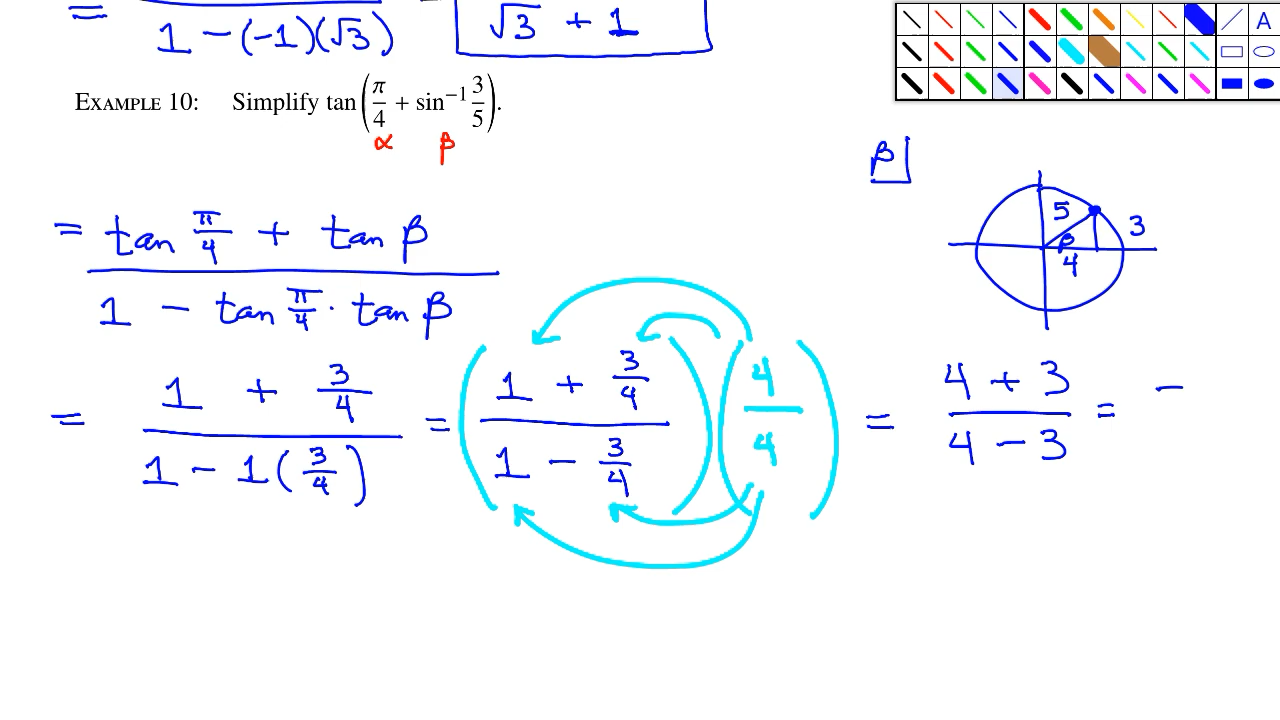 = 1 − (−1)(√3) √3 + 1
EXAMPLE 10: Simplify tan(π/4 + sin⁻¹ 3/5).
α β
β
5 3
β
4
= (tan π/4 + tan β)/(1 − tan π/4 · tan β)
= (1 + 3/4)/(1 − 1(3/4)) = ((1 + 3/4)/(1 − 3/4))(4/4) = (4 + 3)/(4 − 3) =
A